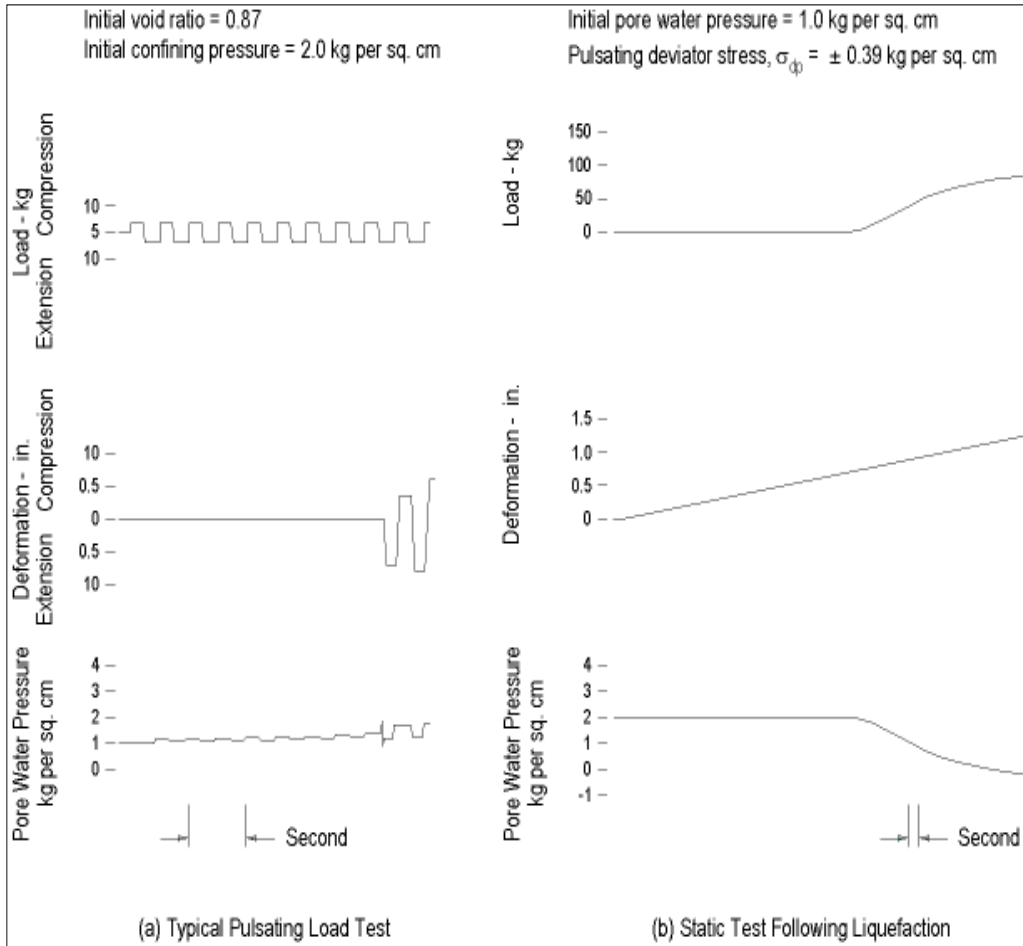 Initial void ratio = 0.87
Initial confining pressure = 2.0 kg per sq. cm
Initial pore water pressure = 1.0 kg per sq. cm
Pulsating deviator stress, σdp = ± 0.39 kg per sq. cm
Load - kg
Extension Compression
10
5
10
Deformation - in.
Extension Compression
10
0.5
0
0.5
10
Pore Water Pressure
kg per sq. cm
4
3
2
1
0
Second
(a) Typical Pulsating Load Test
Load - kg
150
100
50
0
Deformation - in.
1.5
1.0
0.5
0
Pore Water Pressure
kg per sq. cm
4
3
2
1
0
-1
Second
(b) Static Test Following Liquefaction